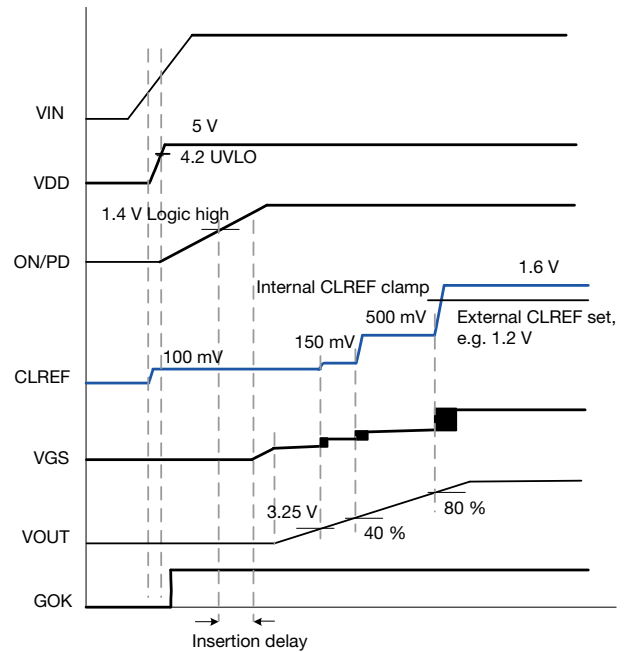 VIN
5 V
4.2 UVLO
VDD
1.4 V Logic high
ON/PD
1.6 V
Internal CLREF clamp
500 mV
External CLREF set,
e.g. 1.2 V
150 mV
100 mV
CLREF
VGS
3.25 V
80 %
40 %
VOUT
GOK
Insertion delay